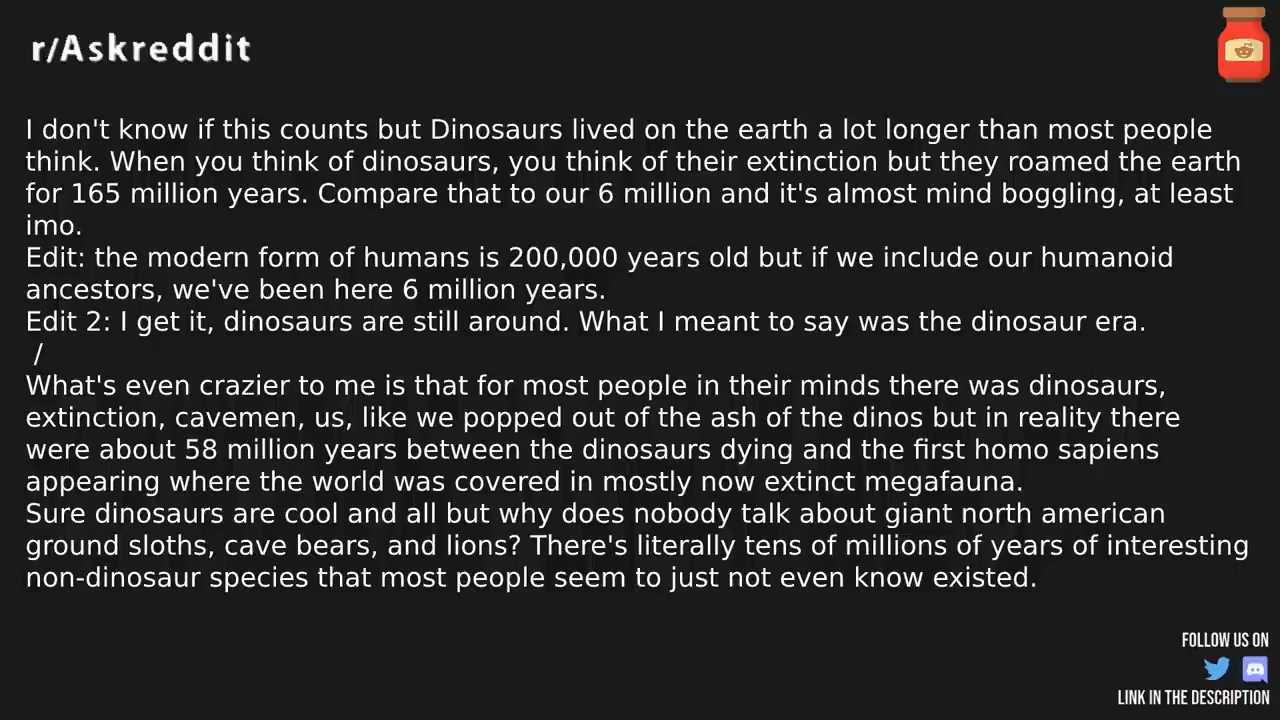 r/Askreddit
I don't know if this counts but Dinosaurs lived on the earth a lot longer than most people
think. When you think of dinosaurs, you think of their extinction but they roamed the earth
for 165 million years. Compare that to our 6 million and it's almost mind boggling, at least
imo.
Edit: the modern form of humans is 200,000 years old but if we include our humanoid
ancestors, we've been here 6 million years.
Edit 2: I get it, dinosaurs are still around. What I meant to say was the dinosaur era.
/
What's even crazier to me is that for most people in their minds there was dinosaurs,
extinction, cavemen, us, like we popped out of the ash of the dinos but in reality there
were about 58 million years between the dinosaurs dying and the first homo sapiens
appearing where the world was covered in mostly now extinct megafauna.
Sure dinosaurs are cool and all but why does nobody talk about giant north american
ground sloths, cave bears, and lions? There's literally tens of millions of years of interesting
non-dinosaur species that most people seem to just not even know existed.
FOLLOW US ON
LINK IN THE DESCRIPTION